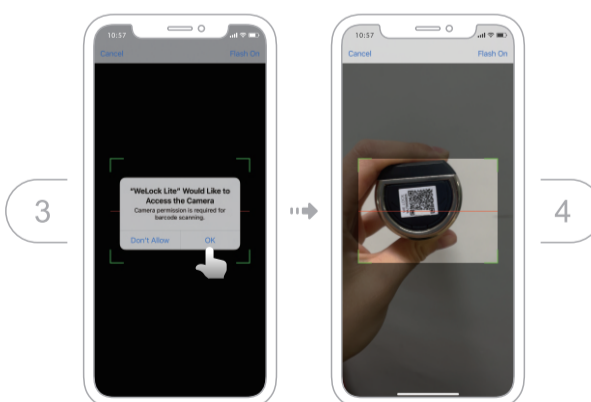 3
10:57
Cancel
Flash On
"WeLock Lite" Would Like to
Access the Camera
Camera permission is required for
barcode scanning.
Don't Allow
OK
10:57
Cancel
Flash On
4